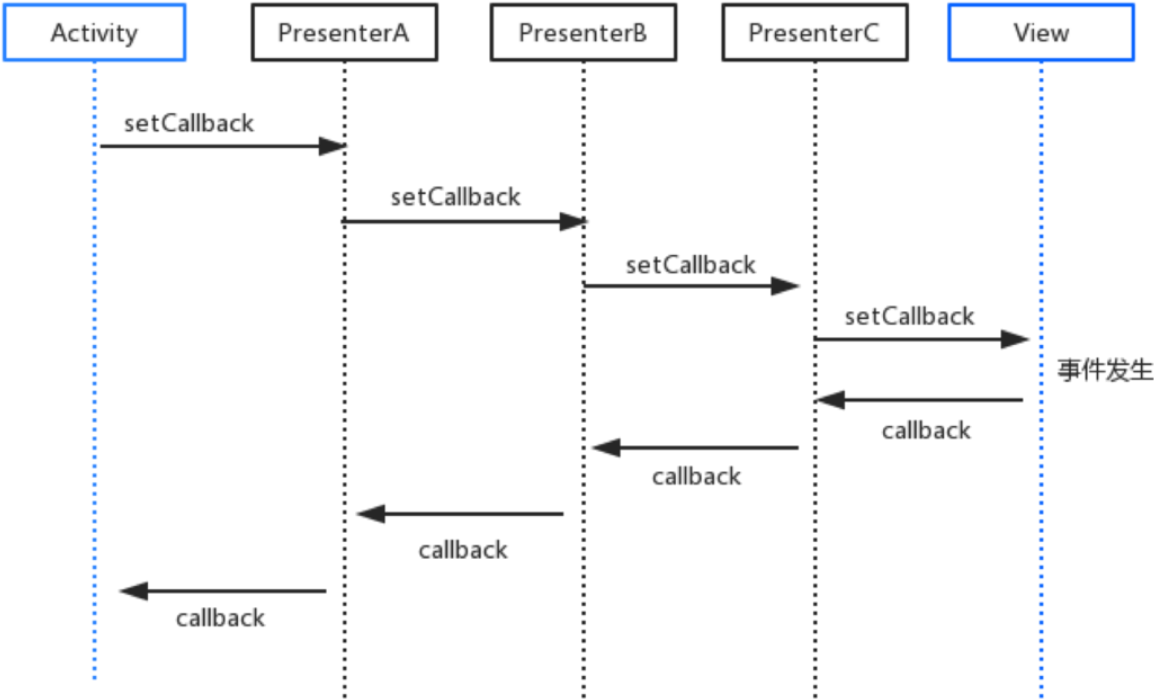 Activity
PresenterA
PresenterB
PresenterC
View
setCallback
setCallback
setCallback
setCallback
事件发生
callback
callback
callback
callback